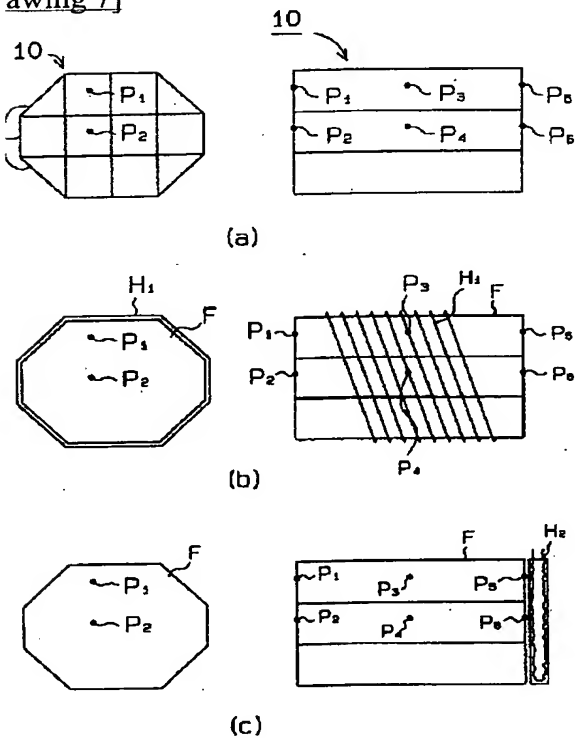 awing 7]
10 10
P₁ P₂ P₁ P₃ P₅ P₂ P₄ P₆
(a)
H₁ F P₁ P₂ P₃ H₁ F P₁ P₅ P₂ P₆ P₄
(b)
F P₁ P₂ F H₂ P₁ P₃ P₅ P₂ P₄ P₆
(c)